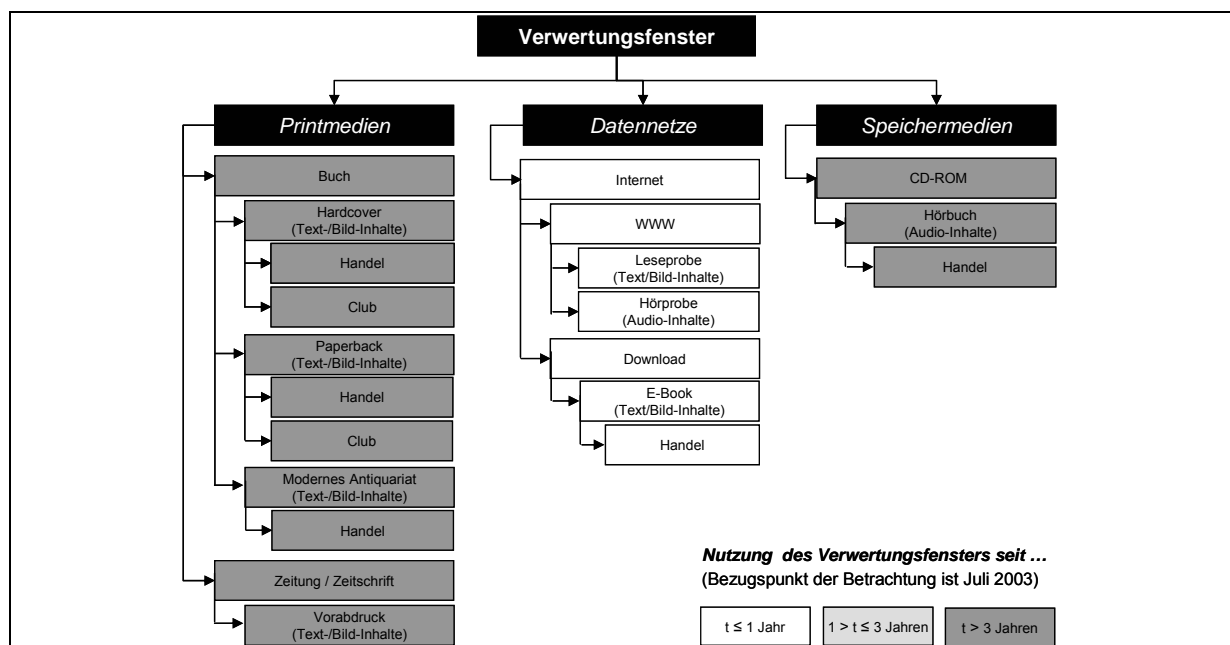 Verwertungsfenster
Printmedien
Buch
Hardcover
(Text-/Bild-Inhalte)
Handel
Club
Paperback
(Text-/Bild-Inhalte)
Handel
Club
Modernes Antiquariat
(Text-/Bild-Inhalte)
Handel
Zeitung / Zeitschrift
Vorabdruck
(Text-/Bild-Inhalte)
Datennetze
Internet
WWW
Leseprobe
(Text/Bild-Inhalte)
Hörprobe
(Audio-Inhalte)
Download
E-Book
(Text/Bild-Inhalte)
Handel
Speichermedien
CD-ROM
Hörbuch
(Audio-Inhalte)
Handel
Nutzung des Verwertungsfensters seit ...
(Bezugspunkt der Betrachtung ist Juli 2003)
t ≤ 1 Jahr
1 > t ≤ 3 Jahren
t > 3 Jahren